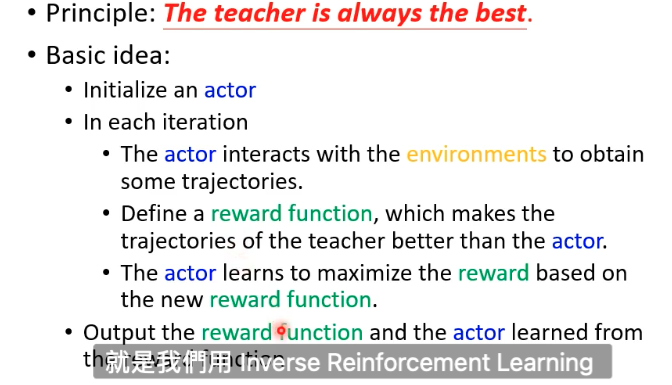 • Principle: The teacher is always the best.
• Basic idea:
• Initialize an actor
• In each iteration
• The actor interacts with the environments to obtain
some trajectories.
• Define a reward function, which makes the
trajectories of the teacher better than the actor.
• The actor learns to maximize the reward based on
the new reward function.
• Output the reward function and the actor learned from
the reward function
就是我們用 Inverse Reinforcement Learning